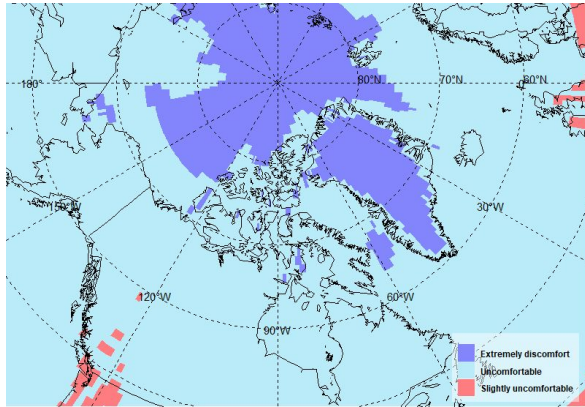 180°
80°N
70°N
60°N
150°W
30°W
120°W
60°W
90°W
Extremely discomfort
Uncomfortable
Slightly uncomfortable